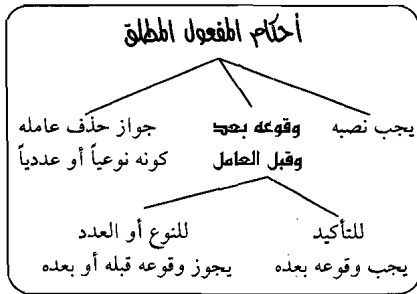 أحكام المفعول المطلق
يجب نصبه وقوعه بعد جواز حذف عامله
وقبل العامل كونه نوعياً أو عددياً
للتأكيد للنوع أو العدد
يجب وقوعه بعده يجوز وقوعه قبله أو بعده